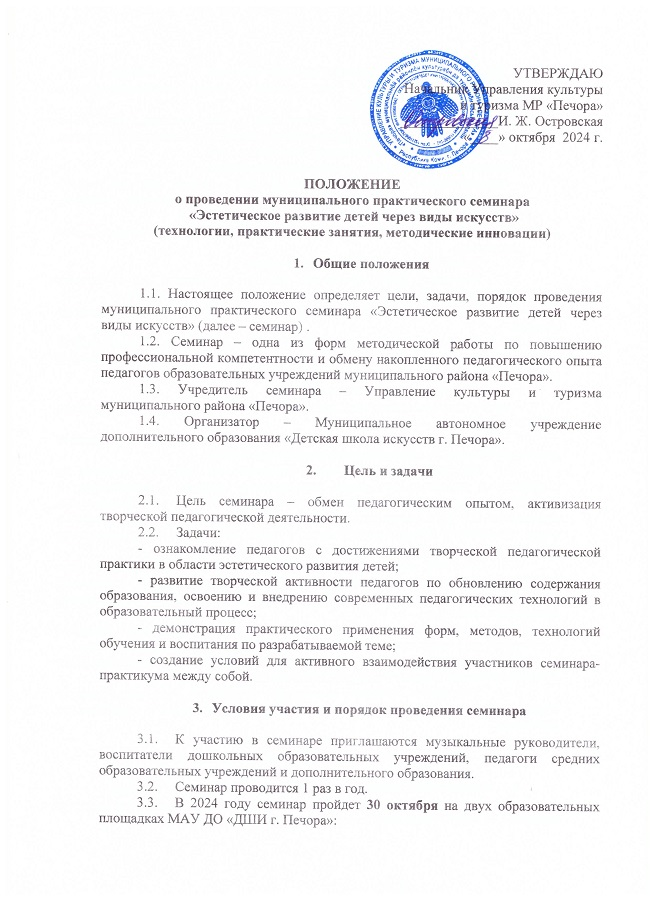 УТВЕРЖДАЮ
Начальник Управления культуры
и туризма МР «Печора»
И. Ж. Островская
» октября 2024 г.
ПОЛОЖЕНИЕ
о проведении муниципального практического семинара
«Эстетическое развитие детей через виды искусств»
(технологии, практические занятия, методические инновации)
1. Общие положения
1.1. Настоящее положение определяет цели, задачи, порядок проведения
муниципального практического семинара «Эстетическое развитие детей через
виды искусств» (далее – семинар) .
1.2. Семинар – одна из форм методической работы по повышению
профессиональной компетентности и обмену накопленного педагогического опыта
педагогов образовательных учреждений муниципального района «Печора».
1.3. Учредитель семинара – Управление культуры и туризма
муниципального района «Печора».
1.4. Организатор – Муниципальное автономное учреждение
дополнительного образования «Детская школа искусств г. Печора».
2. Цель и задачи
2.1. Цель семинара – обмен педагогическим опытом, активизация
творческой педагогической деятельности.
2.2. Задачи:
- ознакомление педагогов с достижениями творческой педагогической
практики в области эстетического развития детей;
- развитие творческой активности педагогов по обновлению содержания
образования, освоению и внедрению современных педагогических технологий в
образовательный процесс;
- демонстрация практического применения форм, методов, технологий
обучения и воспитания по разрабатываемой теме;
- создание условий для активного взаимодействия участников семинара-
практикума между собой.
3. Условия участия и порядок проведения семинара
3.1. К участию в семинаре приглашаются музыкальные руководители,
воспитатели дошкольных образовательных учреждений, педагоги средних
образовательных учреждений и дополнительного образования.
3.2. Семинар проводится 1 раз в год.
3.3. В 2024 году семинар пройдет 30 октября на двух образовательных
площадках МАУ ДО «ДШИ г. Печора»: